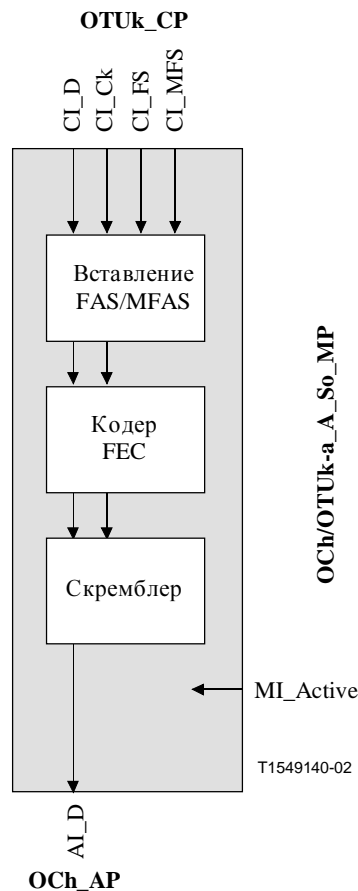 OTUk_CP
CI_D
CI_Ck
CI_FS
CI_MFS
Вставление
FAS/MFAS
Кодер
FEC
Скремблер
OCh/OTUk-a_A_So_MP
MI_Active
T1549140-02
AI_D
OCh_AP